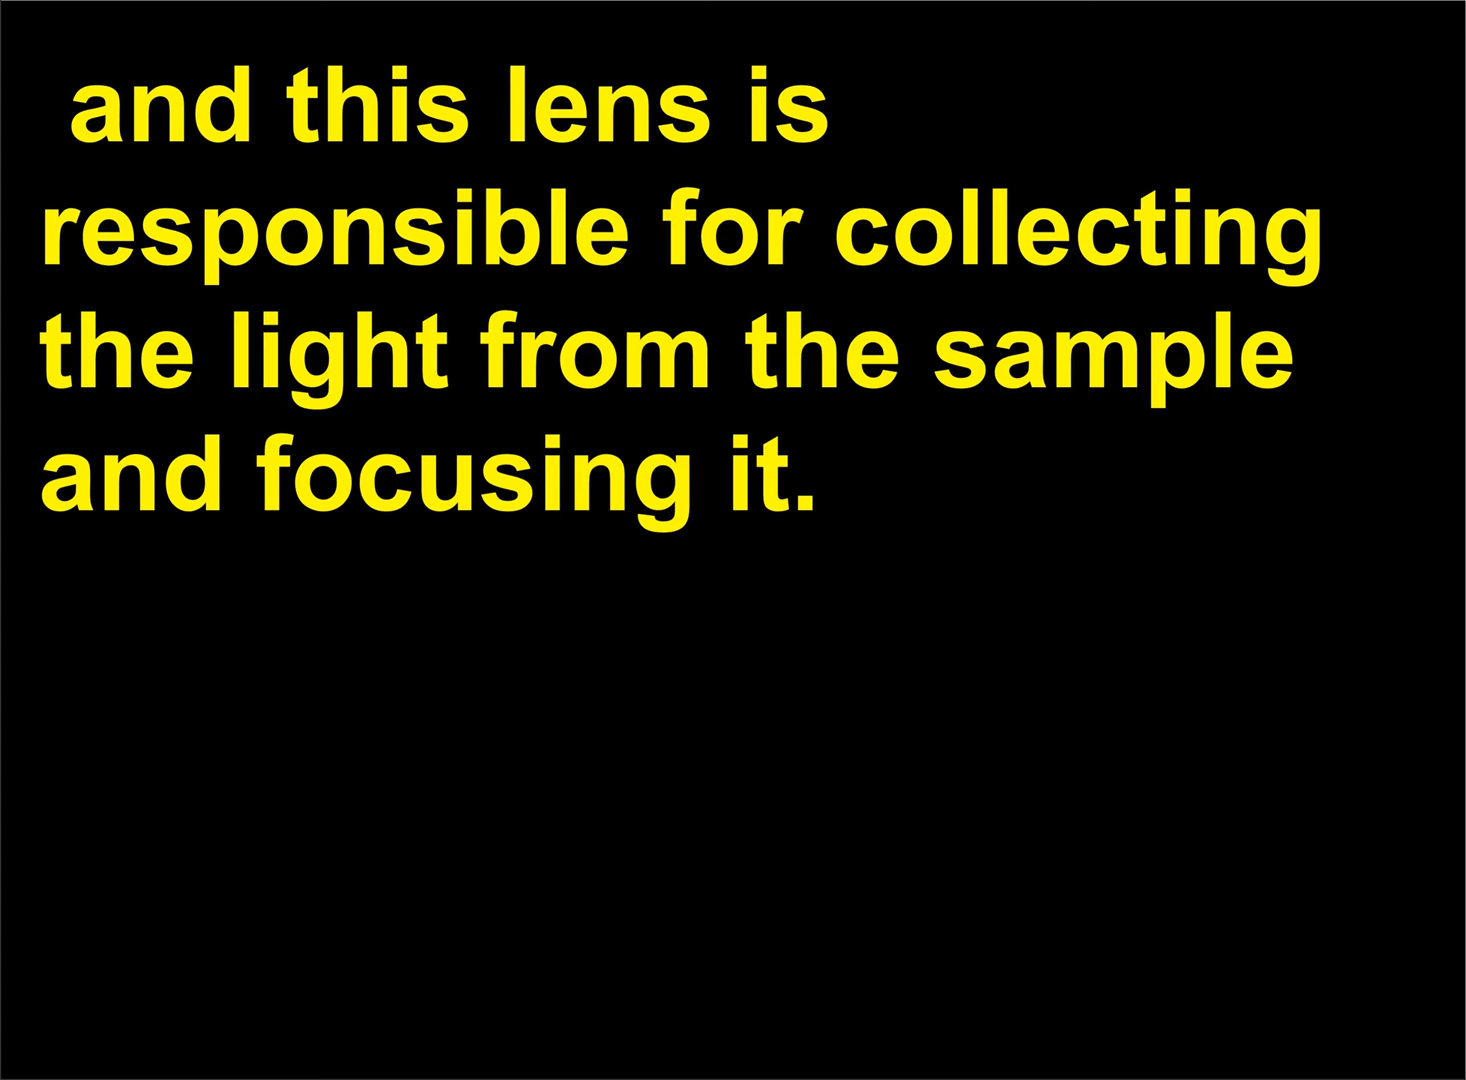 and this lens is
responsible for collecting
the light from the sample
and focusing it.